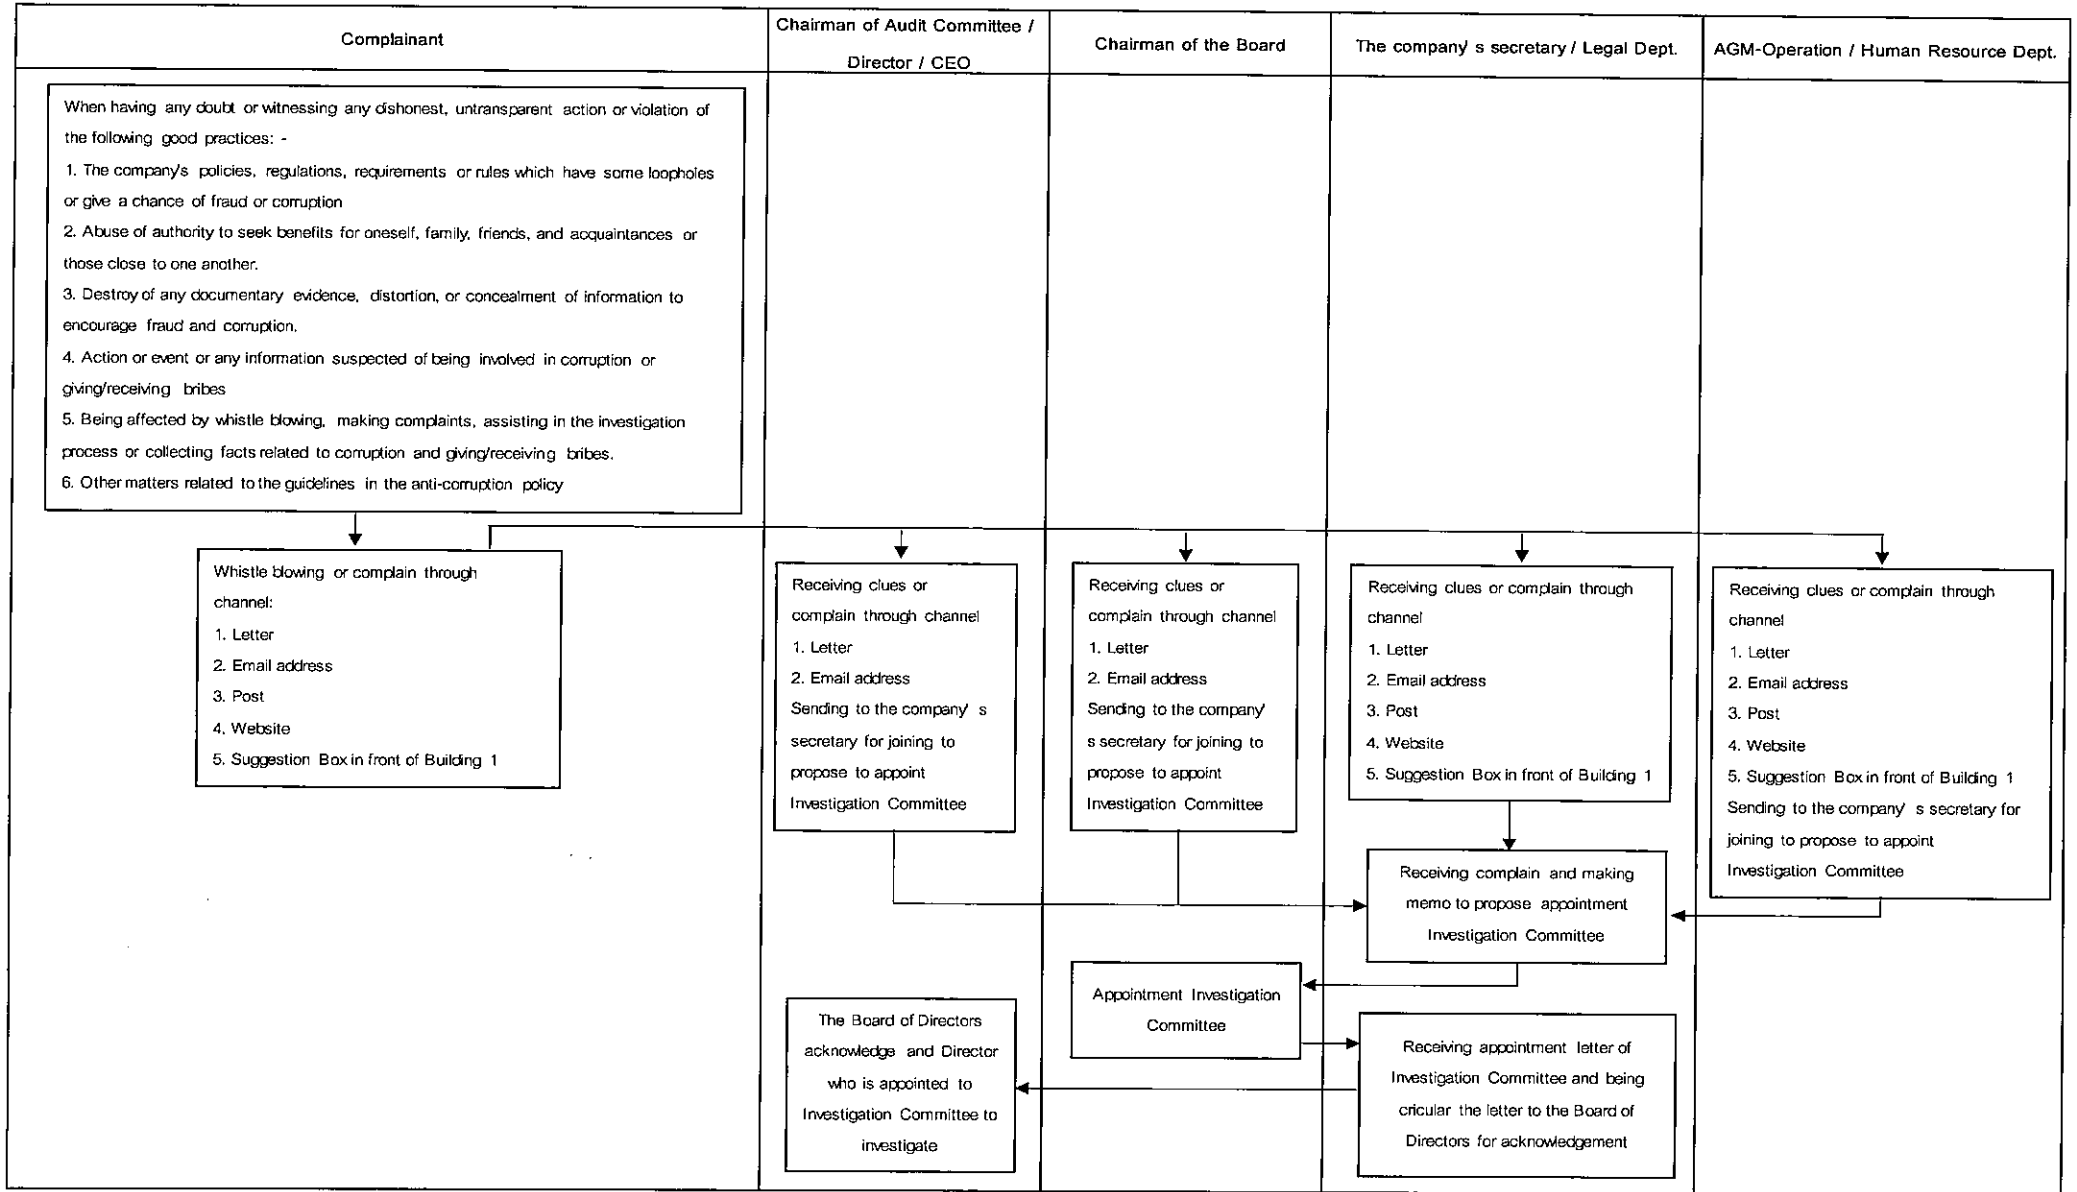 Complainant
Chairman of Audit Committee /
Director / CEO
Chairman of the Board
The company' s secretary / Legal Dept.
AGM-Operation / Human Resource Dept.
When having any doubt or witnessing any dishonest, untransparent action or violation of
the following good practices: -
1. The company's policies, regulations, requirements or rules which have some loopholes
or give a chance of fraud or corruption
2. Abuse of authority to seek benefits for oneself, family, friends, and acquaintances or
those close to one another.
3. Destroy of any documentary evidence, distortion, or concealment of information to
encourage fraud and corruption.
4. Action or event or any information suspected of being involved in corruption or
giving/receiving bribes
5. Being affected by whistle blowing, making complaints, assisting in the investigation
process or collecting facts related to corruption and giving/receiving bribes.
6. Other matters related to the guidelines in the anti-corruption policy
Whistle blowing or complain through
channel:
1. Letter
2. Email address
3. Post
4. Website
5. Suggestion Box in front of Building 1
Receiving clues or
complain through channel
1. Letter
2. Email address
Sending to the company' s
secretary for joining to
propose to appoint
Investigation Committee
Receiving clues or
complain through channel
1. Letter
2. Email address
Sending to the company'
s secretary for joining to
propose to appoint
Investigation Committee
Receiving clues or complain through
channel
1. Letter
2. Email address
3. Post
4. Website
5. Suggestion Box in front of Building 1
Receiving clues or complain through
channel
1. Letter
2. Email address
3. Post
4. Website
5. Suggestion Box in front of Building 1
Sending to the company' s secretary for
joining to propose to appoint
Investigation Committee
Receiving complain and making
memo to propose appointment
Investigation Committee
Appointment Investigation
Committee
Receiving appointment letter of
Investigation Committee and being
cricular the letter to the Board of
Directors for acknowledgement
The Board of Directors
acknowledge and Director
who is appointed to
Investigation Committee to
investigate